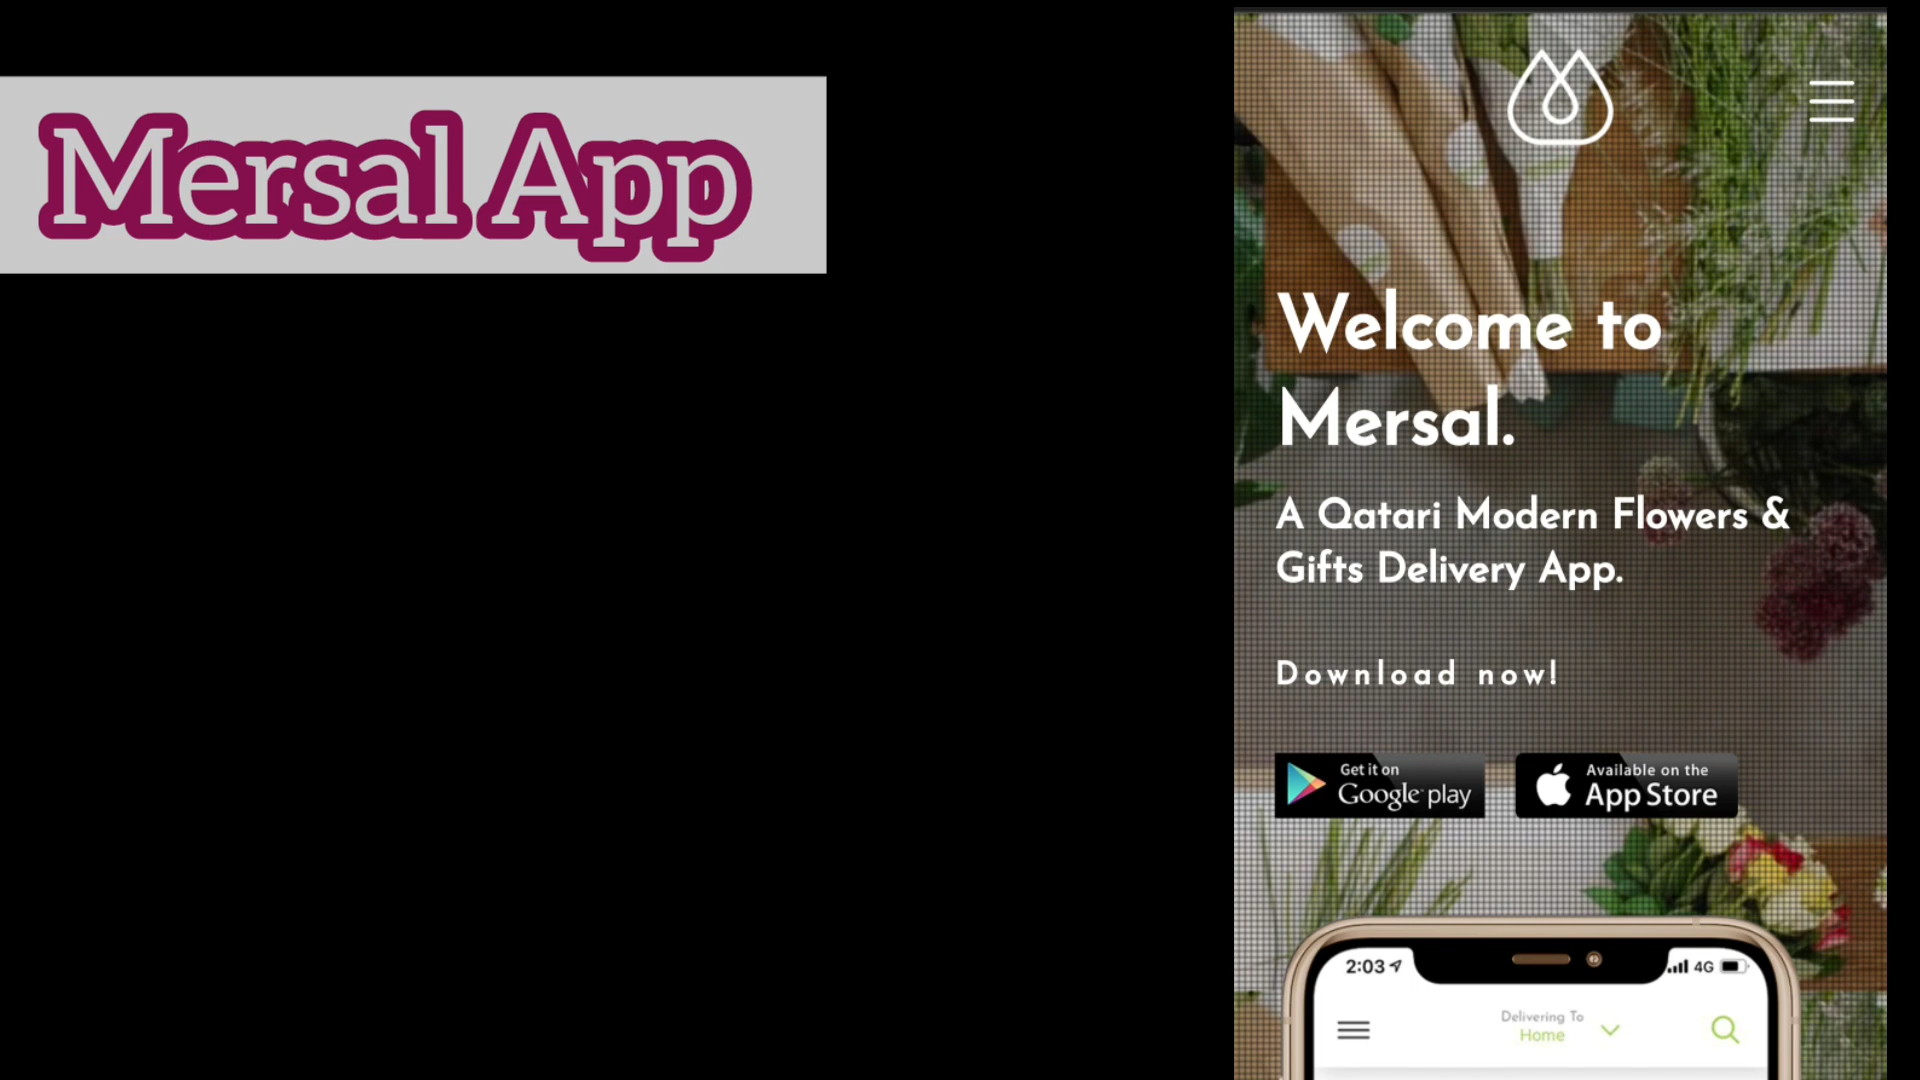 Mersal App
Welcome to
Mersal.
A Qatari Modern Flowers &
Gifts Delivery App.
Download now!
Get it on
Google play
Available on the
App Store
2:03
4G
Delivering To
Home